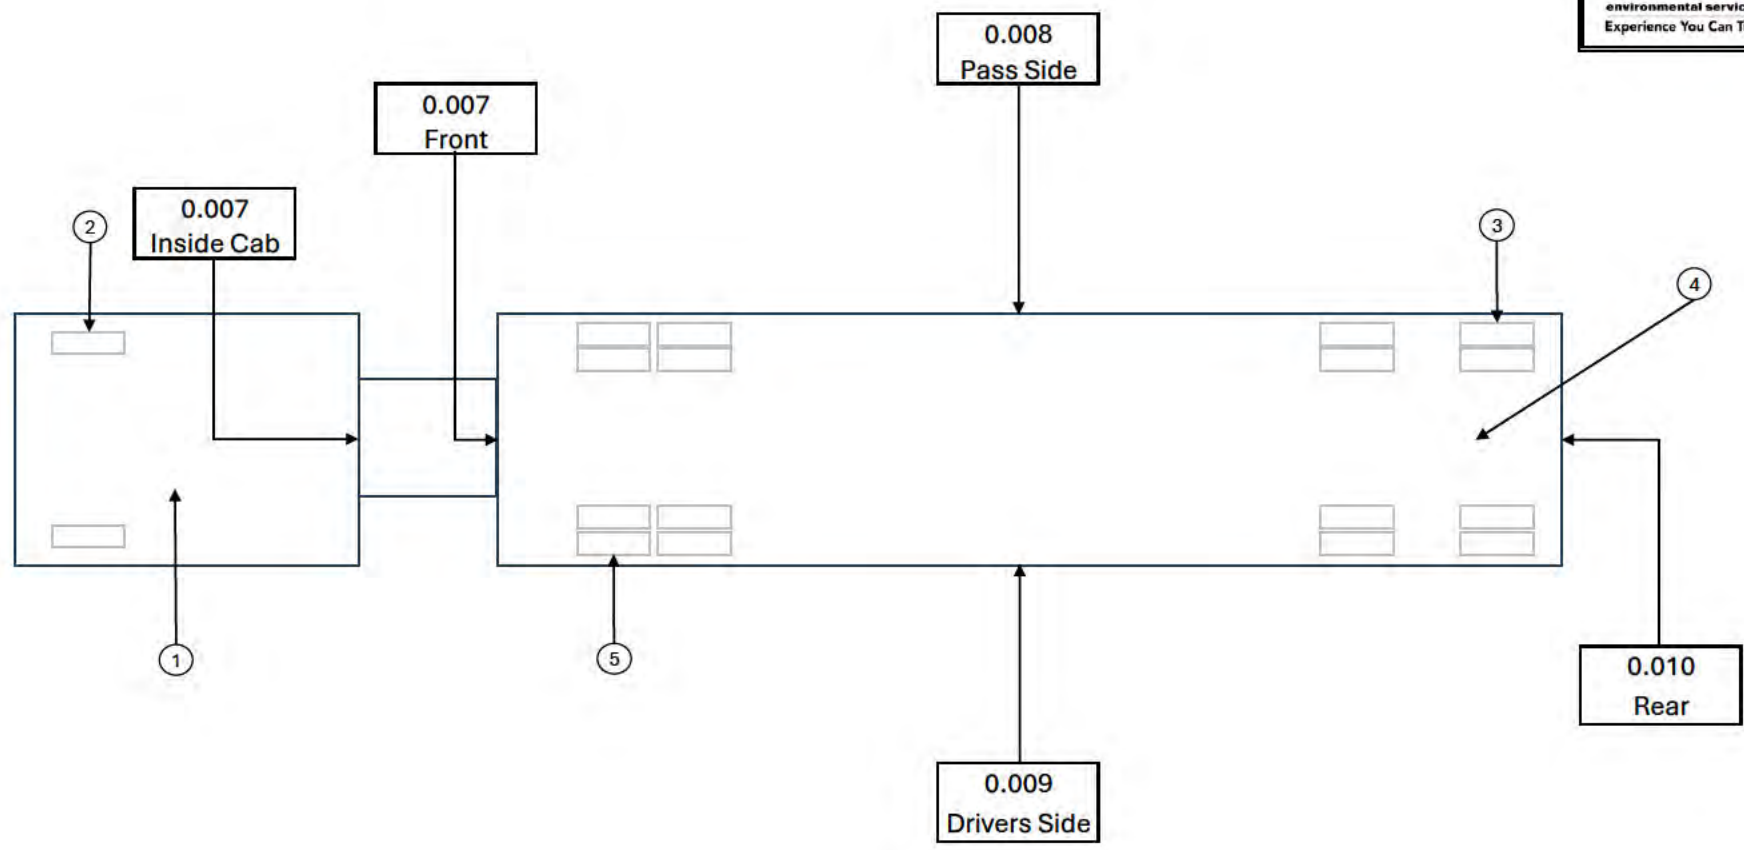 environmental
Experience You Can
0.008
Pass Side
0.007
Front
0.007
Inside Cab
2
3
4
1
5
0.010
Rear
0.009
Drivers Side